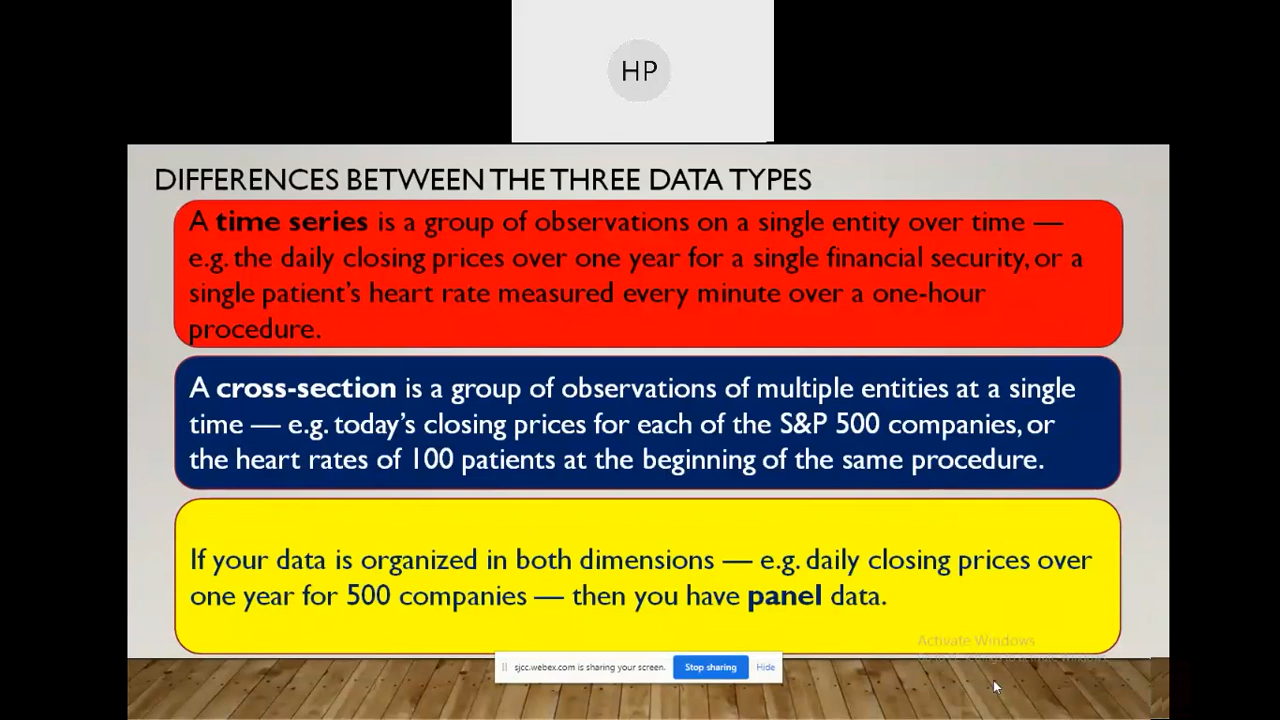 HP
DIFFERENCES BETWEEN THE THREE DATA TYPES
A time series is a group of observations on a single entity over time —
e.g. the daily closing prices over one year for a single financial security, or a
single patient's heart rate measured every minute over a one-hour
procedure.
A cross-section is a group of observations of multiple entities at a single
time — e.g. today's closing prices for each of the S&P 500 companies, or
the heart rates of 100 patients at the beginning of the same procedure.
If your data is organized in both dimensions — e.g. daily closing prices over
one year for 500 companies — then you have panel data.
Activate Windows
sjcc.webex.com is sharing your screen. Stop sharing Hide